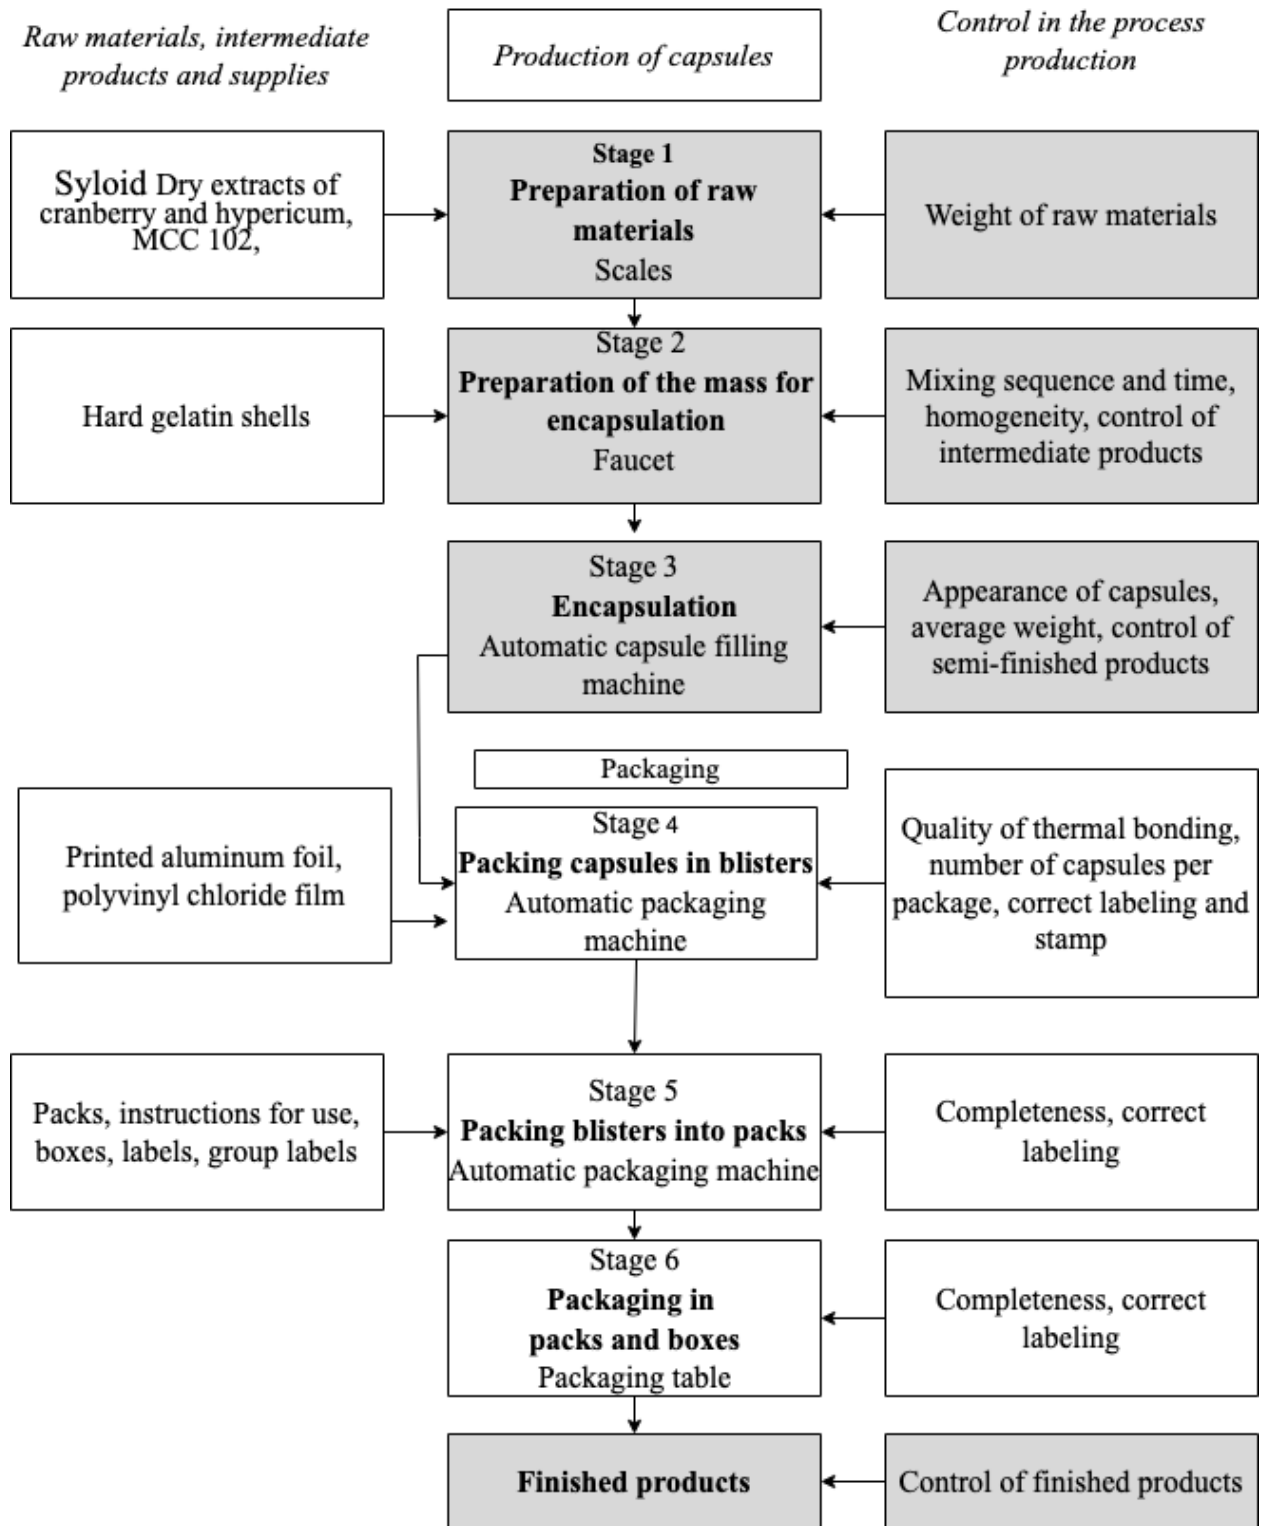 Raw materials, intermediate
products and supplies
Production of capsules
Control in the process
production
Syloid Dry extracts of
cranberry and hypericum,
MCC 102,
Stage 1
Preparation of raw
materials
Scales
Weight of raw materials
Hard gelatin shells
Stage 2
Preparation of the mass for
encapsulation
Faucet
Mixing sequence and time,
homogeneity, control of
intermediate products
Stage 3
Encapsulation
Automatic capsule filling
machine
Appearance of capsules,
average weight, control of
semi-finished products
Packaging
Printed aluminum foil,
polyvinyl chloride film
Stage 4
Packing capsules in blisters
Automatic packaging
machine
Quality of thermal bonding,
number of capsules per
package, correct labeling and
stamp
Packs, instructions for use,
boxes, labels, group labels
Stage 5
Packing blisters into packs
Automatic packaging machine
Completeness, correct
labeling
Stage 6
Packaging in
packs and boxes
Packaging table
Completeness, correct
labeling
Finished products
Control of finished products